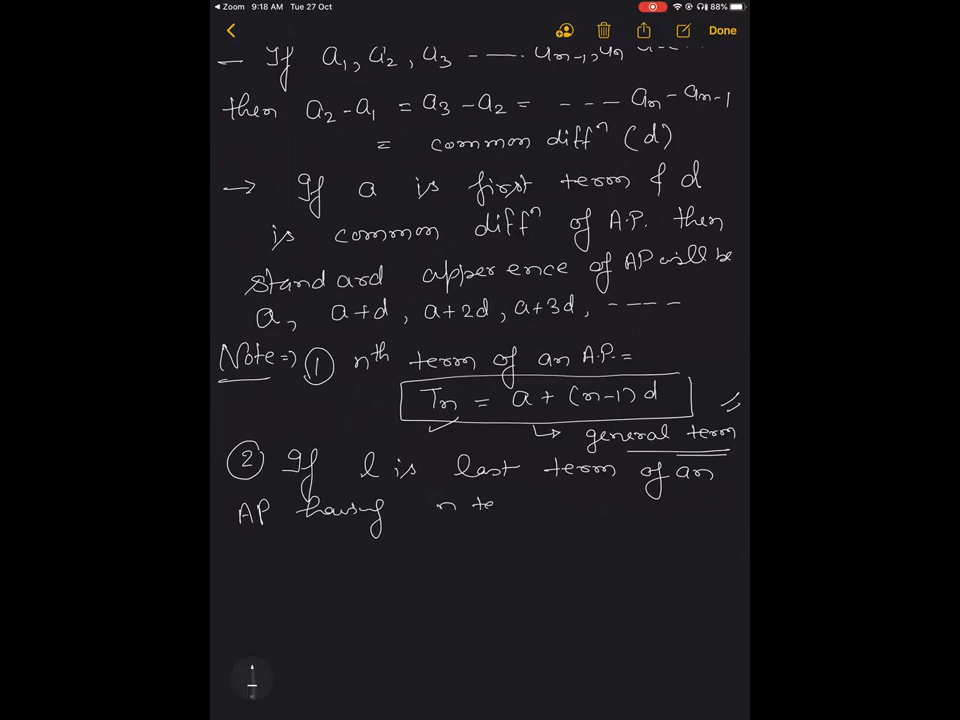 Zoom 9:18 AM Tue 27 Oct 88%
Done
– If a1, a2, a3 - —. an-1, an
then a2 - a1 = a3 - a2 = - - - an - an-1
= common diffⁿ (d)
→ If a is first term & d
is common diffⁿ of A.P. then
standard apperence of AP will be
a, a+d, a+2d, a+3d, - - - -
Note ⇒ ① nth term of an A.P. =
Tn = a + (n-1) d
↳ general term
② If l is last term of an
AP having n te